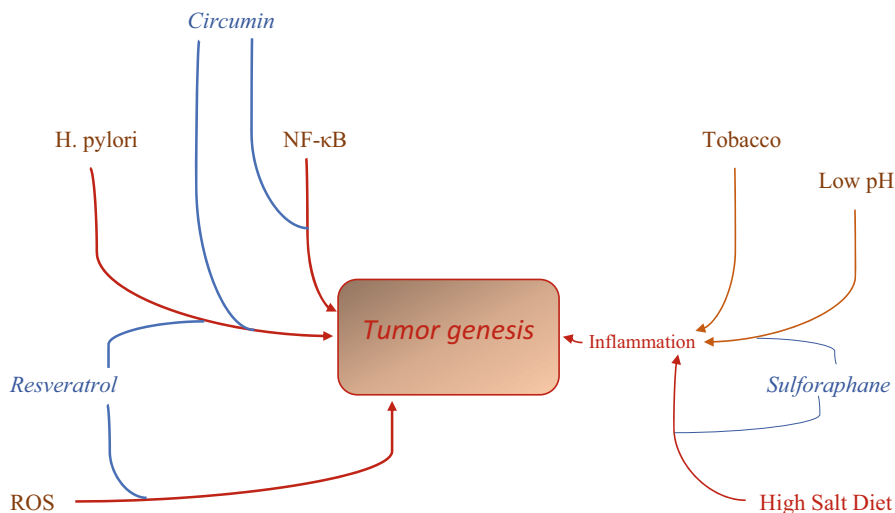 Circumin
H. pylori
NF-κB
Tobacco
Low pH
Tumor genesis
Inflammation
Resveratrol
Sulforaphane
ROS
High Salt Diet